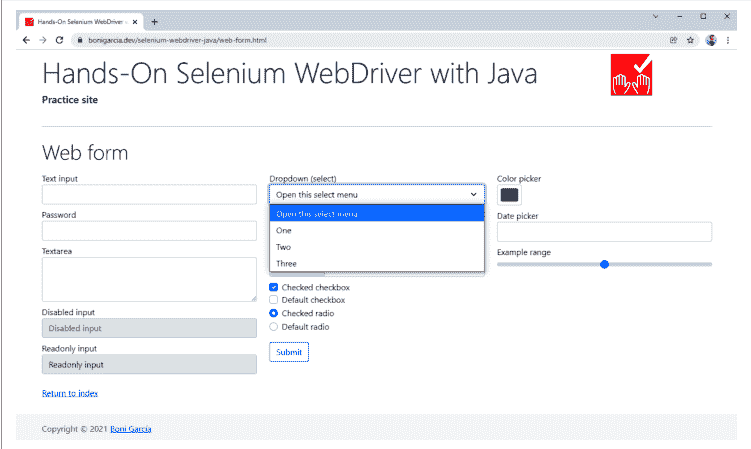 Hands-On Selenium WebDriver -
bonigarcia.dev/selenium-webdriver-java/web-form.html
Hands-On Selenium WebDriver with Java
Practice site
Web form
Text input
Password
Textarea
Disabled input
Disabled input
Readonly input
Readonly input
Return to index
Dropdown (select)
Open this select menu
Open this select menu
One
Two
Three
Checked checkbox
Default checkbox
Checked radio
Default radio
Submit
Color picker
Date picker
Example range
Copyright © 2021 Boni García